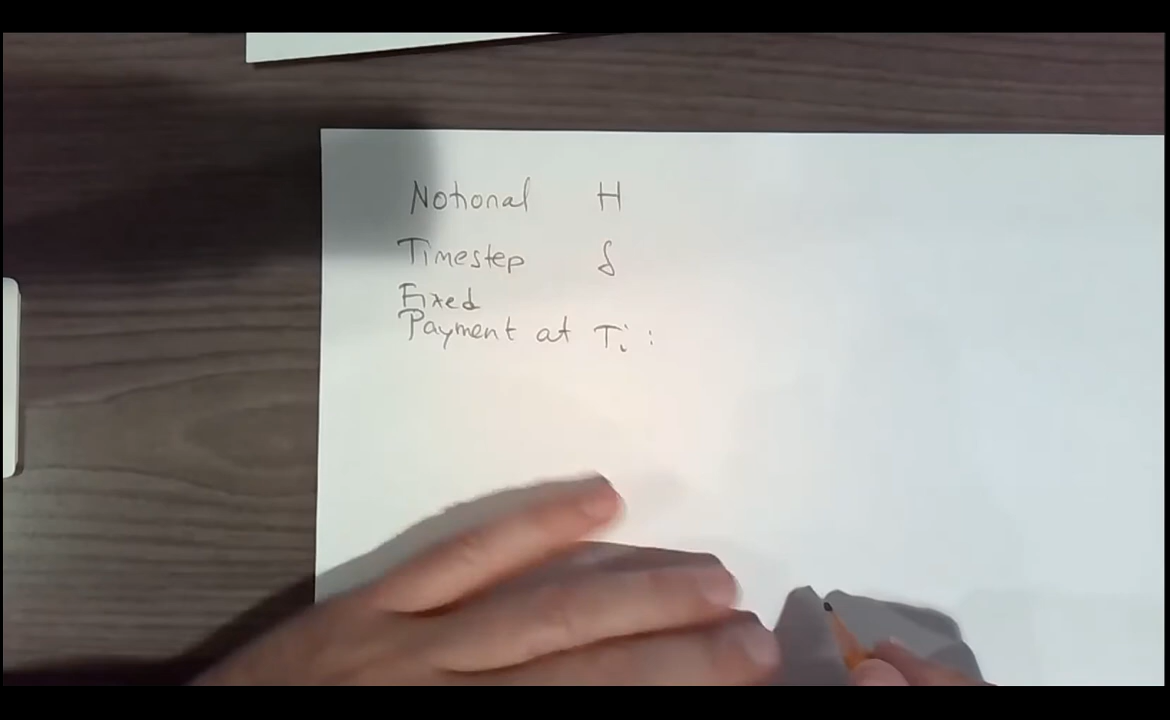 Notional H
Timestep δ
Fixed
Payment at Ti :